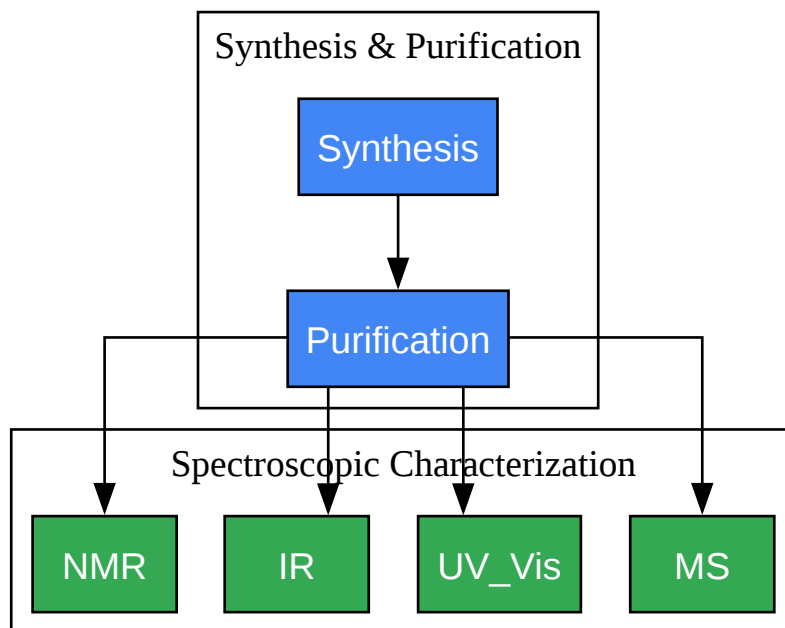 Synthesis & Purification
Synthesis
Purification
Spectroscopic Characterization
NMR
IR
UV_Vis
MS